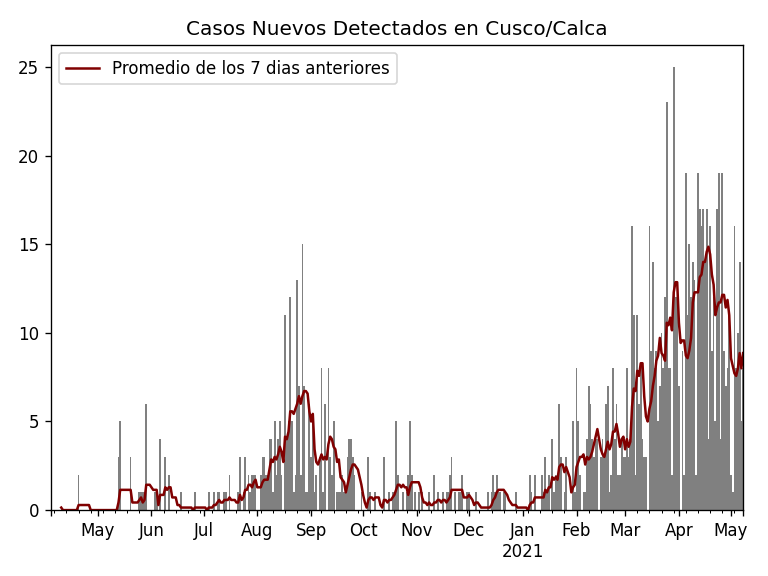 Casos Nuevos Detectados en Cusco/Calca
Promedio de los 7 dias anteriores
25
20
15
10
5
0
May Jun Jul Aug Sep Oct Nov Dec Jan Feb Mar Apr May
2021